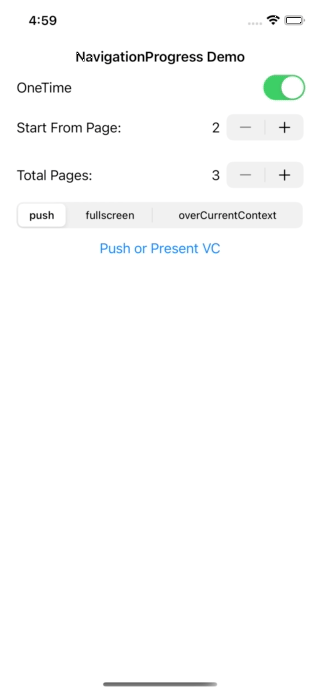 4:59
NavigationProgress Demo
OneTime
Start From Page: 2 − +
Total Pages: 3 − +
push fullscreen overCurrentContext
Push or Present VC